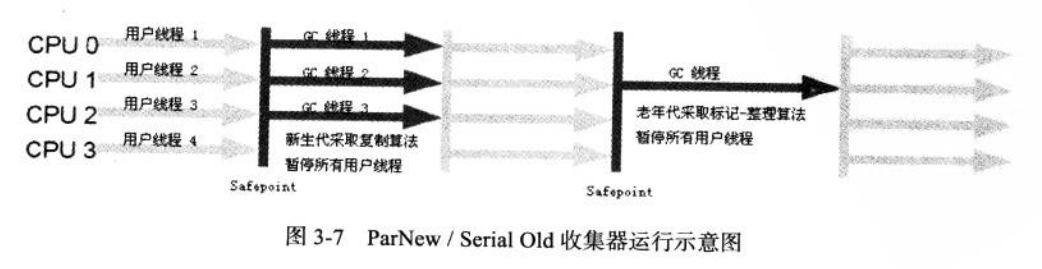 CPU 0
用户线程 1
GC 线程 1
CPU 1
用户线程 2
GC 线程 2
GC 线程
CPU 2
用户线程 3
GC 线程 3
老年代采取标记-整理算法
CPU 3
用户线程 4
新生代采取复制算法
暂停所有用户线程
暂停所有用户线程
Safepoint
Safepoint
图 3-7 ParNew / Serial Old 收集器运行示意图